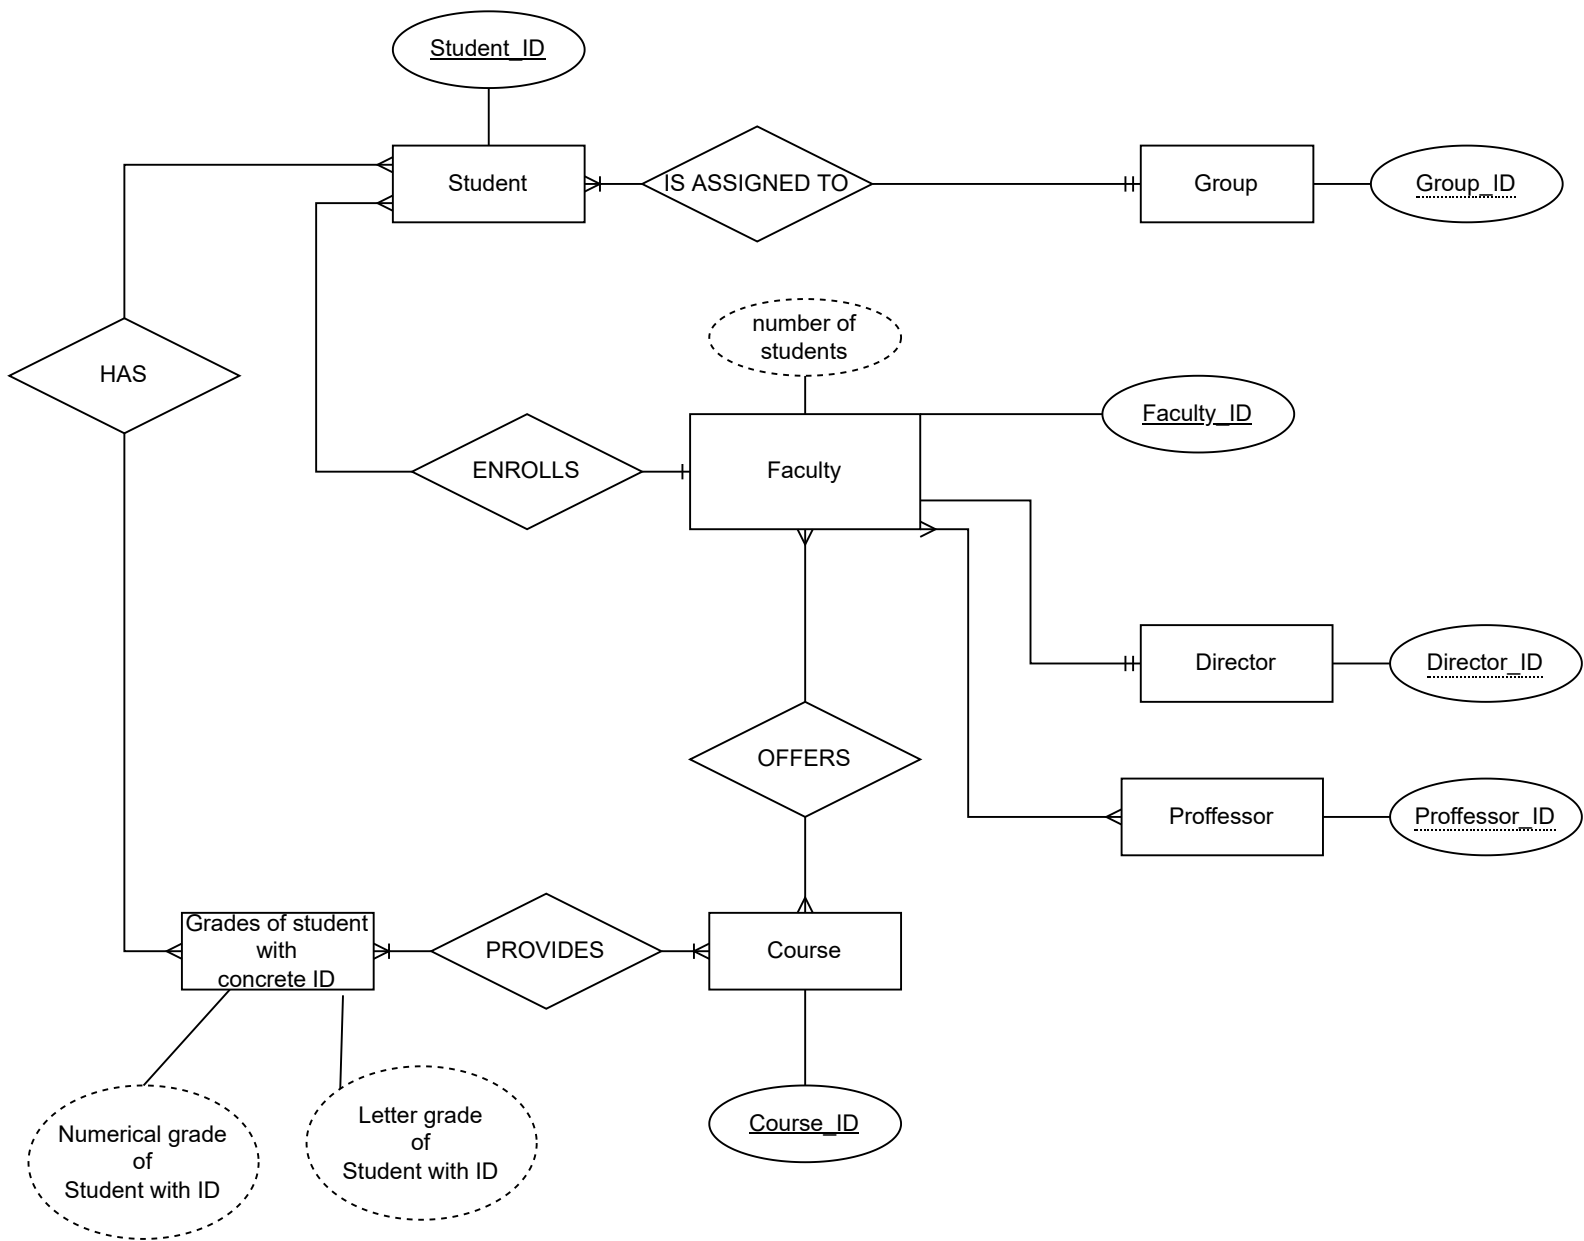 Student_ID
Student
IS ASSIGNED TO
Group
Group_ID
number of
students
HAS
Faculty_ID
ENROLLS
Faculty
Director
Director_ID
OFFERS
Proffessor
Proffessor_ID
Grades of student
with
concrete ID
PROVIDES
Course
Numerical grade
of
Student with ID
Letter grade
of
Student with ID
Course_ID